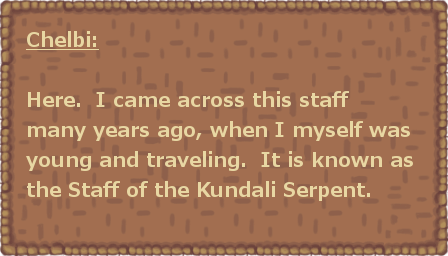 Chelbi:
Here.  I came across this staff
many years ago, when I myself was
young and traveling.  It is known as
the Staff of the Kundali Serpent.